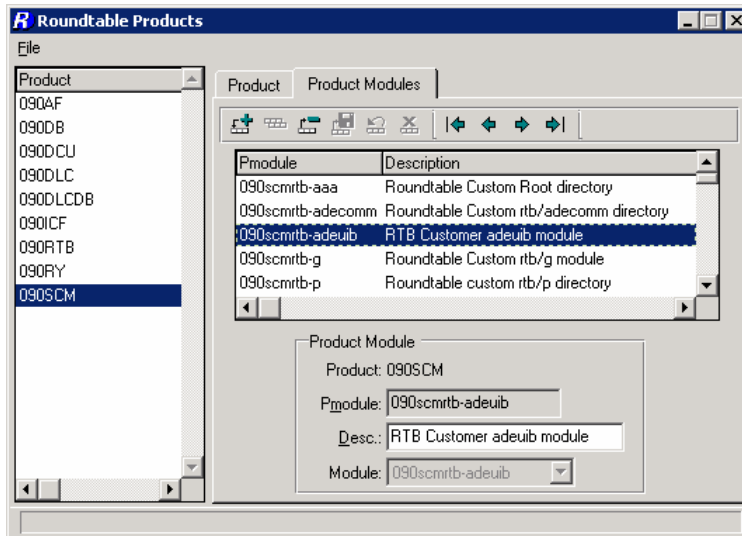 Roundtable Products
File
Product
090AF
090DB
090DCU
090DLC
090DLCDB
090ICF
090RTB
090RY
090SCM
Product Product Modules
Pmodule Description
090scmrtb-aaa Roundtable Custom Root directory
090scmrtb-adecomm Roundtable Custom rtb/adecomm directory
090scmrtb-adeuib RTB Customer adeuib module
090scmrtb-g Roundtable Custom rtb/g module
090scmrtb-p Roundtable custom rtb/p directory
Product Module
Product: 090SCM
Pmodule: 090scmrtb-adeuib
Desc.: RTB Customer adeuib module
Module: 090scmrtb-adeuib